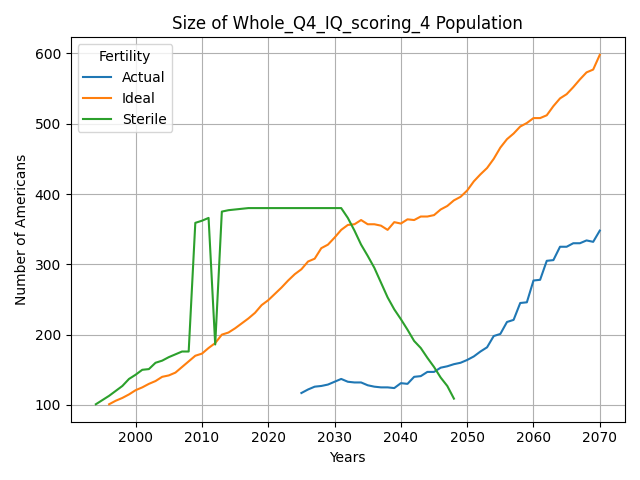 Size of Whole_Q4_IQ_scoring_4 Population
Fertility
Actual
Ideal
Sterile
Number of Americans
600
500
400
300
200
100
2000
2010
2020
2030
2040
2050
2060
2070
Years